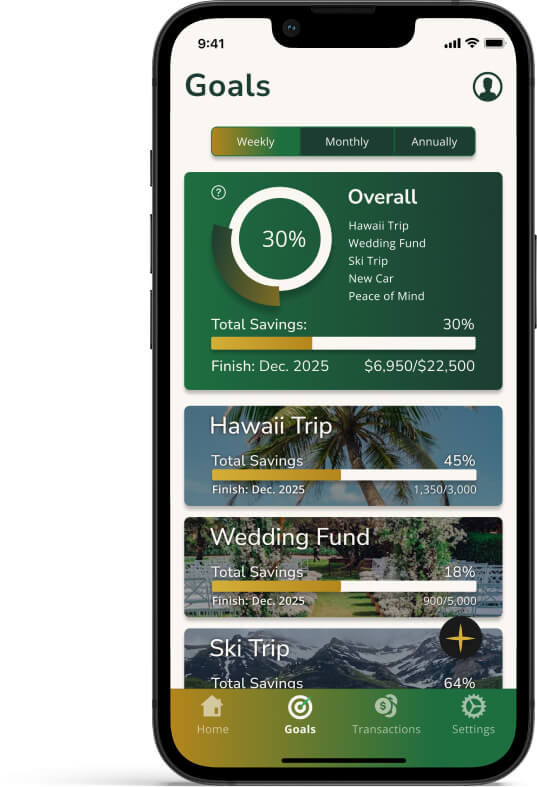 9:41
Goals
Weekly Monthly Annually
?
Overall
30%
Hawaii Trip
Wedding Fund
Ski Trip
New Car
Peace of Mind
Total Savings: 30%
Finish: Dec. 2025 $6,950/$22,500
Hawaii Trip
Total Savings 45%
Finish: Dec. 2025 1,350/3,000
Wedding Fund
Total Savings 18%
Finish: Dec. 2025 900/5,000
Ski Trip
Total Savings 64%
$
Home Goals Transactions Settings